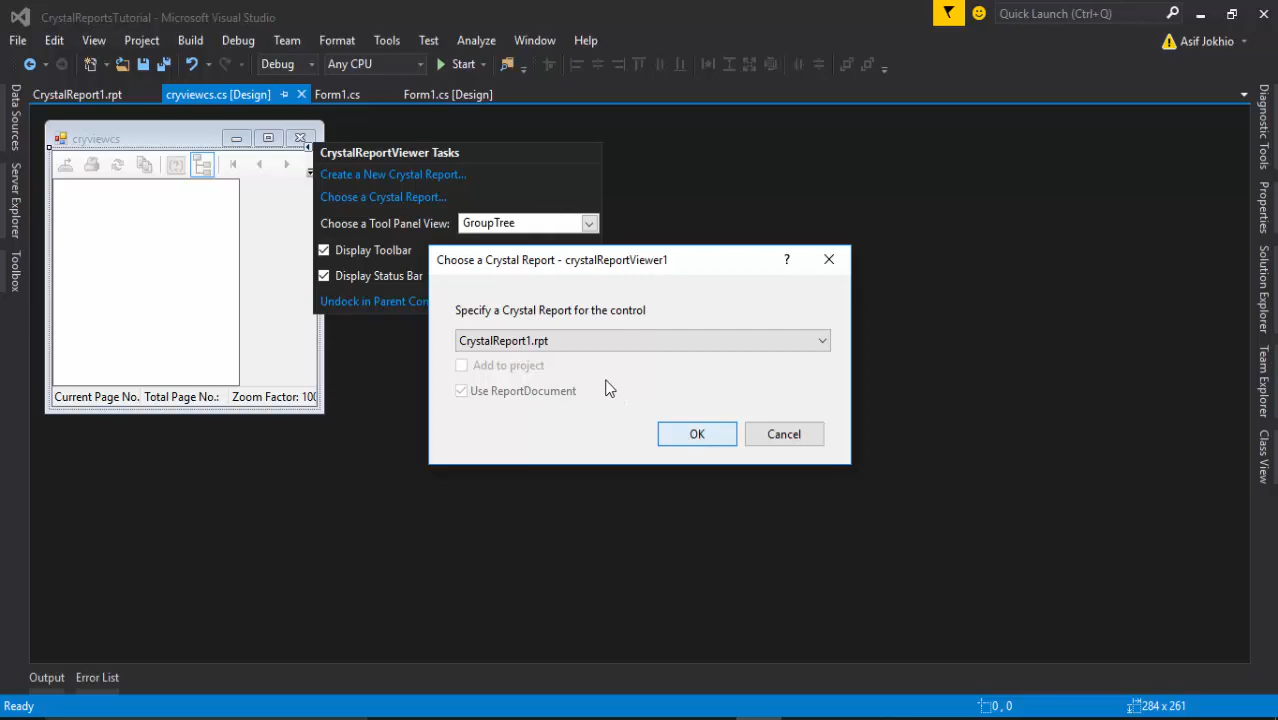 CrystalReportsTutorial - Microsoft Visual Studio
Quick Launch (Ctrl+Q)
File Edit View Project Build Debug Team Format Tools Test Analyze Window Help
Asif Jokhio
Debug Any CPU Start
CrystalReport1.rpt cryviewcs.cs [Design] Form1.cs Form1.cs [Design]
Data Sources
Server Explorer
Toolbox
cryviewcs
Current Page No. Total Page No.: Zoom Factor: 100
CrystalReportViewer Tasks
Create a New Crystal Report...
Choose a Crystal Report...
Choose a Tool Panel View: GroupTree
Display Toolbar
Display Status Bar
Undock in Parent Con
Choose a Crystal Report - crystalReportViewer1
Specify a Crystal Report for the control
CrystalReport1.rpt
Add to project
Use ReportDocument
OK Cancel
Diagnostic Tools
Properties
Solution Explorer
Team Explorer
Class View
Output Error List
Ready 0 , 0 284 x 261